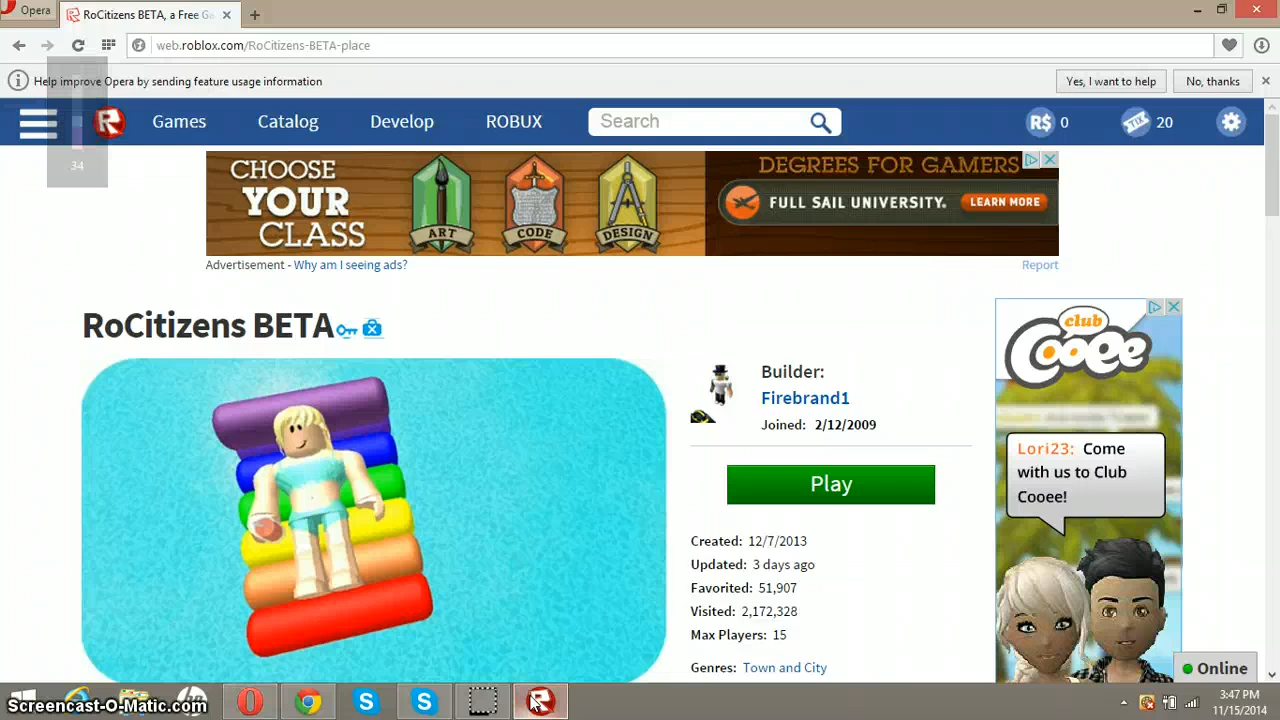 Opera
RoCitizens BETA, a Free Ga
web.roblox.com/RoCitizens-BETA-place
Help improve Opera by sending feature usage information
Yes, I want to help
No, thanks
Games
Catalog
Develop
ROBUX
Search
R$ 0
TIX 20
34
CHOOSE
YOUR
CLASS
ART
CODE
DESIGN
DEGREES FOR GAMERS
FULL SAIL UNIVERSITY.
LEARN MORE
Advertisement - Why am I seeing ads?
Report
RoCitizens BETA
Builder:
Firebrand1
Joined: 2/12/2009
Play
Created: 12/7/2013
Updated: 3 days ago
Favorited: 51,907
Visited: 2,172,328
Max Players: 15
Genres: Town and City
club
Cooee
Lori23: Come
with us to Club
Cooee!
Online
Screencast-O-Matic.com
3:47 PM
11/15/2014